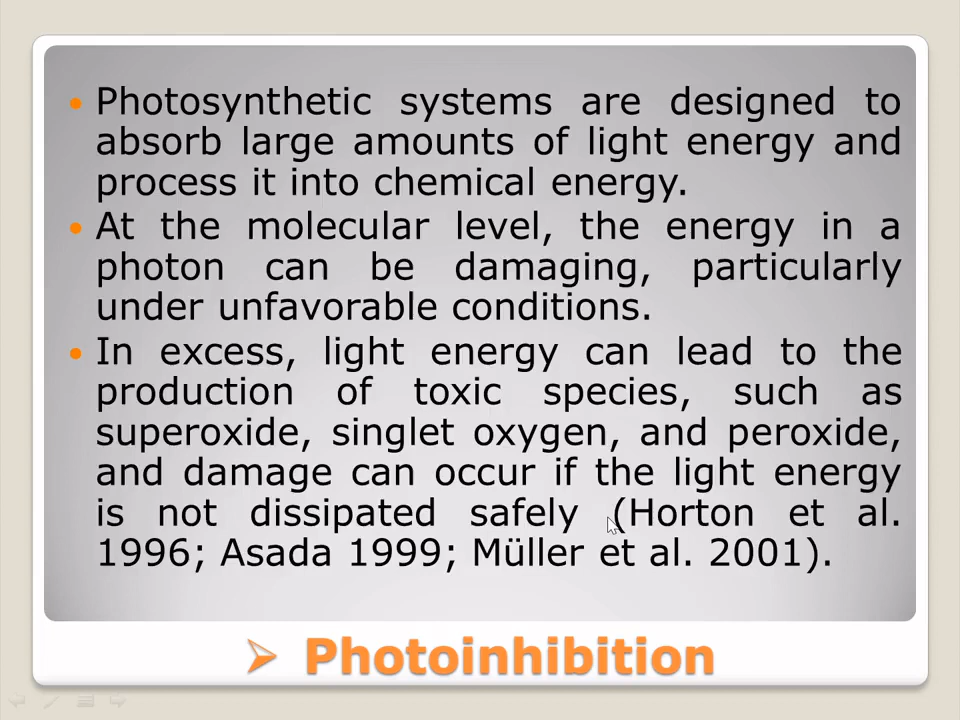 • Photosynthetic systems are designed to
absorb large amounts of light energy and
process it into chemical energy.
• At the molecular level, the energy in a
photon can be damaging, particularly
under unfavorable conditions.
• In excess, light energy can lead to the
production of toxic species, such as
superoxide, singlet oxygen, and peroxide,
and damage can occur if the light energy
is not dissipated safely (Horton et al.
1996; Asada 1999; Müller et al. 2001).
➢ Photoinhibition